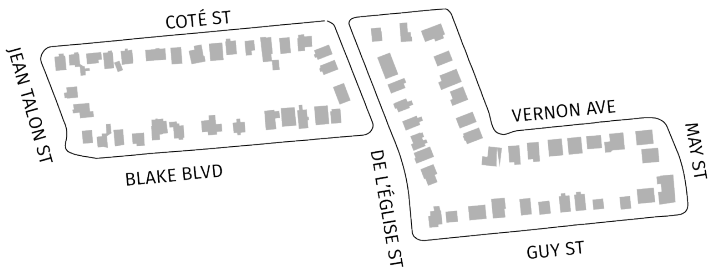 COTÉ ST
JEAN TALON ST
BLAKE BLVD
DE L'ÉGLISE ST
VERNON AVE
MAY ST
GUY ST